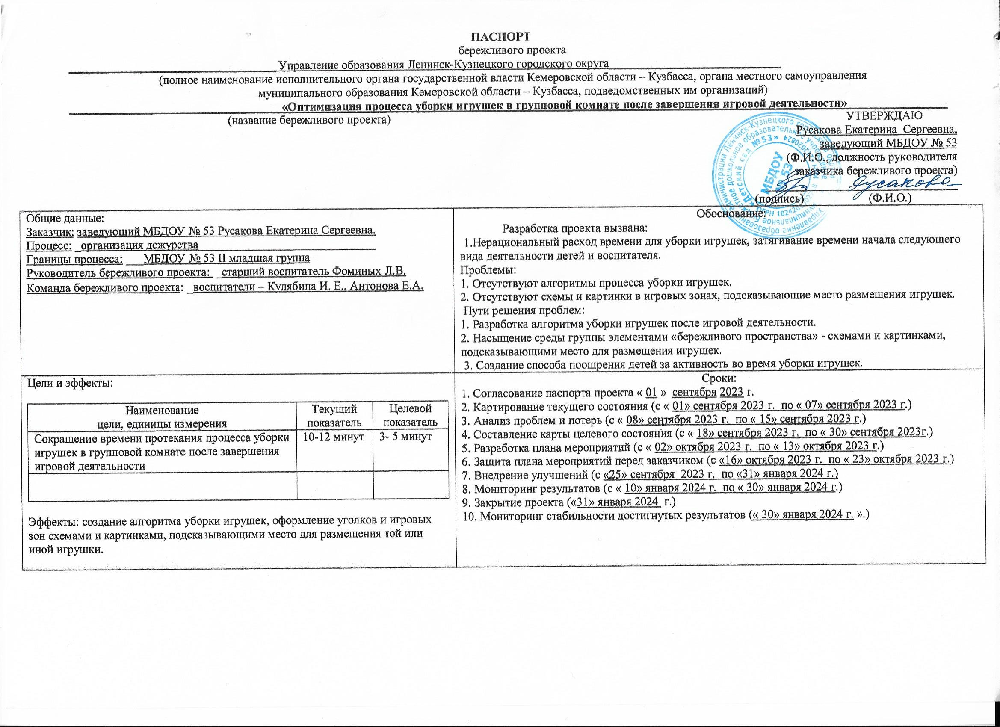 ПАСПОРТ
бережливого проекта
Управление образования Ленинск-Кузнецкого городского округа
(полное наименование исполнительного органа государственной власти Кемеровской области – Кузбасса, органа местного самоуправления
муниципального образования Кемеровской области – Кузбасса, подведомственных им организаций)
«Оптимизация процесса уборки игрушек в групповой комнате после завершения игровой деятельности»
(название бережливого проекта)
УТВЕРЖДАЮ
Русакова Екатерина Сергеевна,
заведующий МБДОУ № 53
(Ф.И.О., должность руководителя
заказчика бережливого проекта)
Русакова
(подпись) (Ф.И.О.)
МБДОУ
№ 53
«Детский сад №53»
Общие данные:
Заказчик: заведующий МБДОУ № 53 Русакова Екатерина Сергеевна.
Процесс: организация дежурства
Границы процесса: МБДОУ № 53 II младшая группа
Руководитель бережливого проекта: старший воспитатель Фоминых Л.В.
Команда бережливого проекта: воспитатели – Кулябина И. Е., Антонова Е.А.
Обоснование:
Разработка проекта вызвана:
1.Нерациональный расход времени для уборки игрушек, затягивание времени начала следующего
вида деятельности детей и воспитателя.
Проблемы:
1. Отсутствуют алгоритмы процесса уборки игрушек.
2. Отсутствуют схемы и картинки в игровых зонах, подсказывающие место размещения игрушек.
Пути решения проблем:
1. Разработка алгоритма уборки игрушек после игровой деятельности.
2. Насыщение среды группы элементами «бережливого пространства» - схемами и картинками,
подсказывающими место для размещения игрушек.
3. Создание способа поощрения детей за активность во время уборки игрушек.
Цели и эффекты:
Наименование
цели, единицы измерения
Текущий
показатель
Целевой
показатель
Сокращение времени протекания процесса уборки
игрушек в групповой комнате после завершения
игровой деятельности
10-12 минут
3- 5 минут
Эффекты: создание алгоритма уборки игрушек, оформление уголков и игровых
зон схемами и картинками, подсказывающими место для размещения той или
иной игрушки.
Сроки:
1. Согласование паспорта проекта « 01 » сентября 2023 г.
2. Картирование текущего состояния (с « 01» сентября 2023 г. по « 07» сентября 2023 г.)
3. Анализ проблем и потерь (с « 08» сентября 2023 г. по « 15» сентября 2023 г.)
4. Составление карты целевого состояния (с « 18» сентября 2023 г. по « 30» сентября 2023г.)
5. Разработка плана мероприятий (с « 02» октября 2023 г. по « 13» октября 2023 г.)
6. Защита плана мероприятий перед заказчиком (с «16» октября 2023 г. по « 23» октября 2023 г.)
7. Внедрение улучшений (с «25» сентября 2023 г. по «31» января 2024 г.)
8. Мониторинг результатов (с « 10» января 2024 г. по « 30» января 2024 г.)
9. Закрытие проекта («31» января 2024 г.)
10. Мониторинг стабильности достигнутых результатов (« 30» января 2024 г. ».)